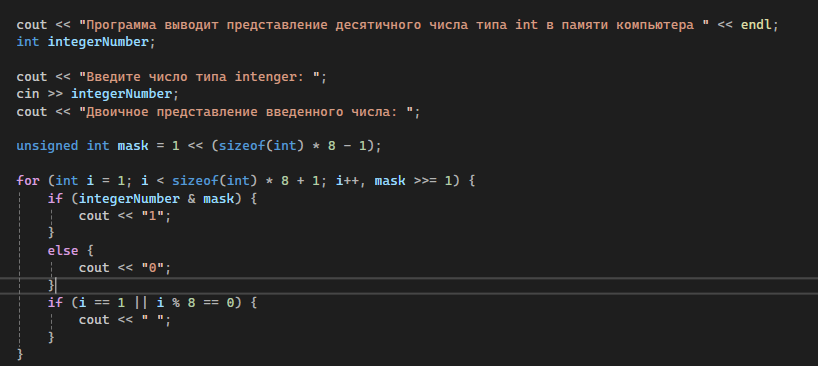 cout << "Программа выводит представление десятичного числа типа int в памяти компьютера " << endl;
int integerNumber;
cout << "Введите число типа intenger: ";
cin >> integerNumber;
cout << "Двоичное представление введенного числа: ";
unsigned int mask = 1 << (sizeof(int) * 8 - 1);
for (int i = 1; i < sizeof(int) * 8 + 1; i++, mask >>= 1) {
if (integerNumber & mask) {
cout << "1";
}
else {
cout << "0";
}
if (i == 1 || i % 8 == 0) {
cout << " ";
}
}